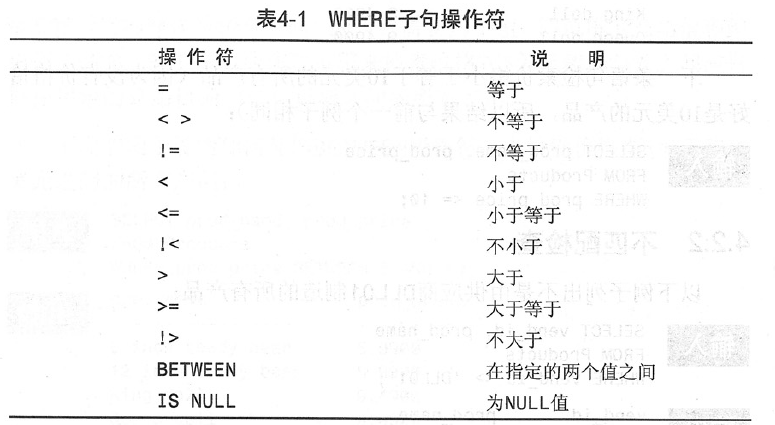 表4-1 WHERE子句操作符
操作符 说明
= 等于
< > 不等于
!= 不等于
< 小于
<= 小于等于
!< 不小于
> 大于
>= 大于等于
!> 不大于
BETWEEN 在指定的两个值之间
IS NULL 为NULL值